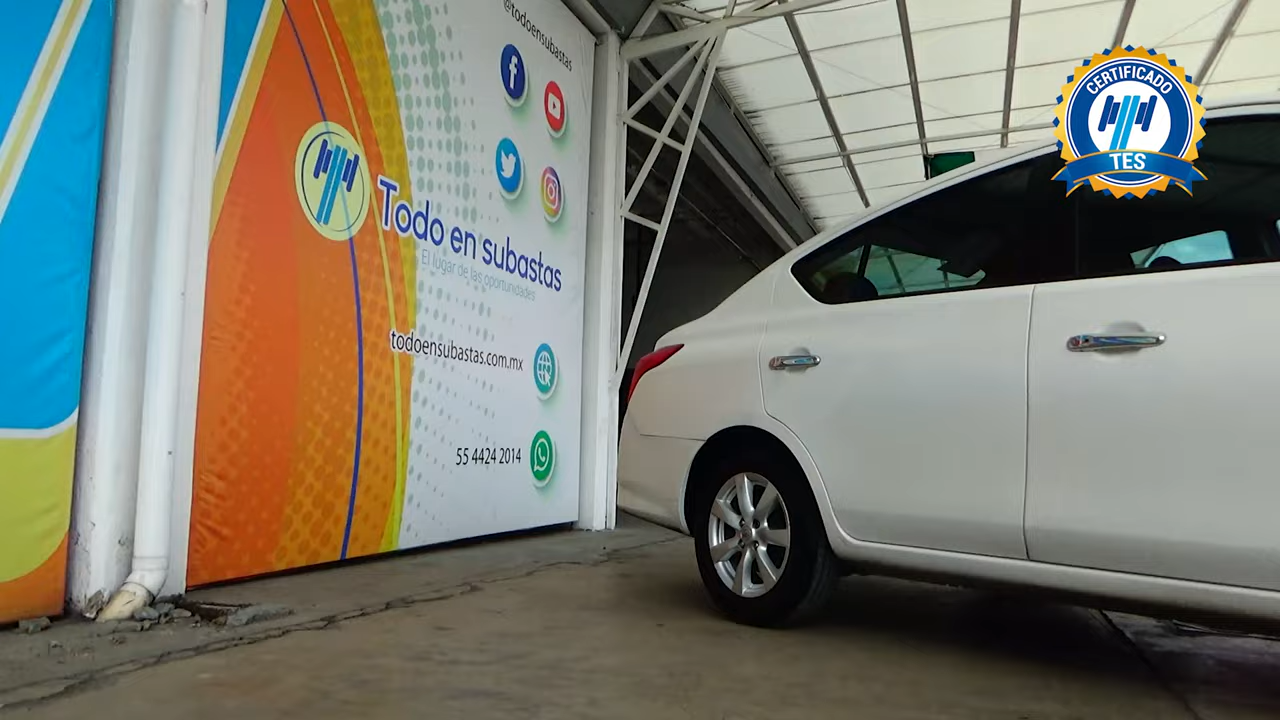 @todoensubastas
Todo en subastas
El lugar de las oportunidades
todoensubastas.com.mx
55 4424 2014
CERTIFICADO
TES